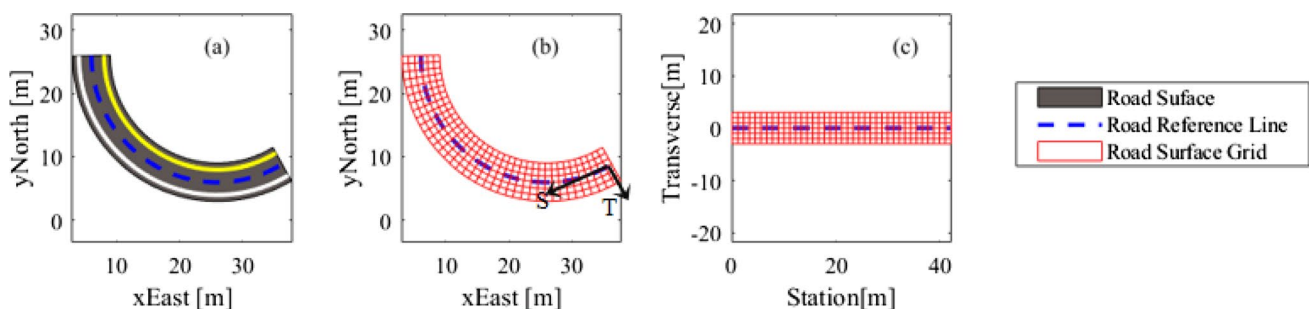 (a)
30
20
10
0
yNorth [m]
10 20 30
xEast [m]
(b)
30
20
10
0
yNorth [m]
S
T
10 20 30
xEast [m]
(c)
20
10
0
-10
-20
Transverse[m]
0 20 40
Station[m]
Road Suface
Road Reference Line
Road Surface Grid